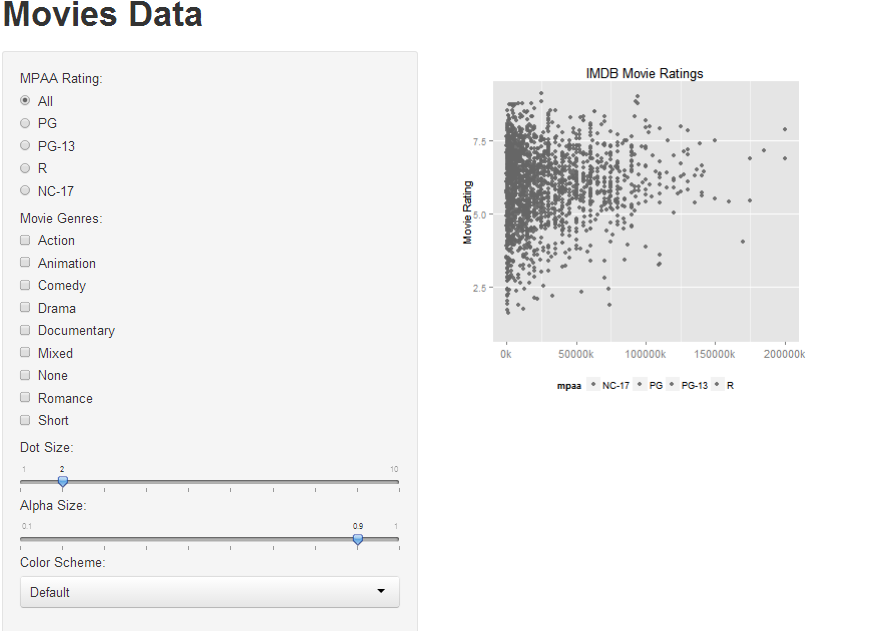 Movies Data
MPAA Rating:
All
PG
PG-13
R
NC-17
Movie Genres:
Action
Animation
Comedy
Drama
Documentary
Mixed
None
Romance
Short
Dot Size:
1 2 10
Alpha Size:
0.1 0.9 1
Color Scheme:
Default
IMDB Movie Ratings
Movie Rating
7.5
5.0
2.5
0k 50000k 100000k 150000k 200000k
mpaa NC-17 PG PG-13 R